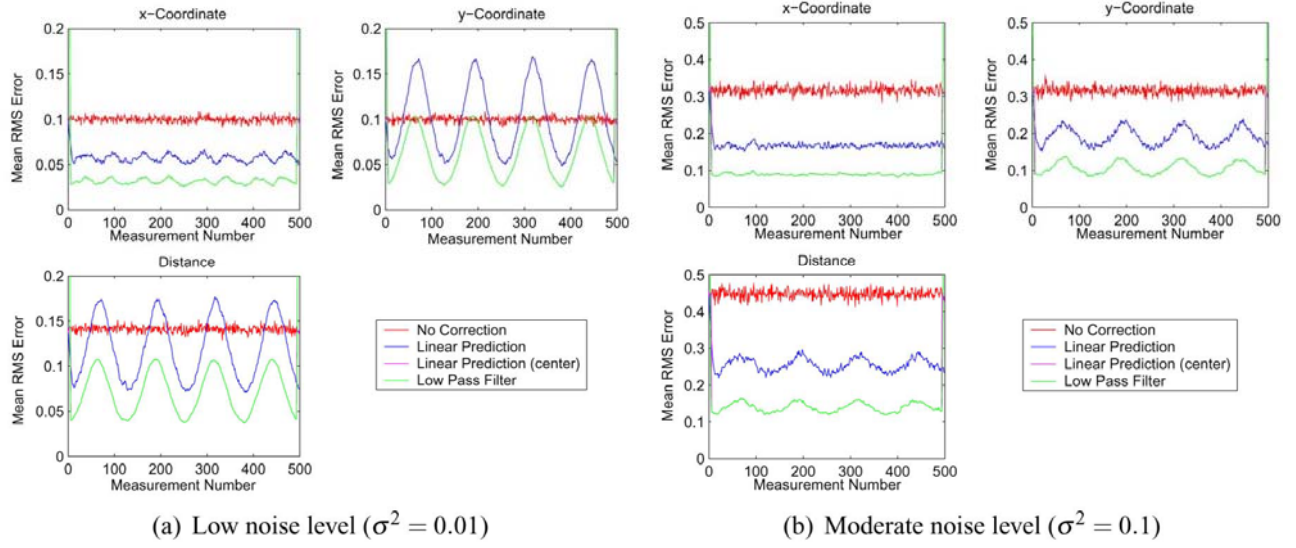 x-Coordinate
0.2
0.15
0.1
0.05
0
Mean RMS Error
0 100 200 300 400 500
Measurement Number
y-Coordinate
0.2
0.15
0.1
0.05
0
Mean RMS Error
0 100 200 300 400 500
Measurement Number
Distance
0.2
0.15
0.1
0.05
0
Mean RMS Error
0 100 200 300 400 500
Measurement Number
No Correction
Linear Prediction
Linear Prediction (center)
Low Pass Filter
(a) Low noise level (σ² = 0.01)
x-Coordinate
0.5
0.4
0.3
0.2
0.1
0
Mean RMS Error
0 100 200 300 400 500
Measurement Number
y-Coordinate
0.5
0.4
0.3
0.2
0.1
0
Mean RMS Error
0 100 200 300 400 500
Measurement Number
Distance
0.5
0.4
0.3
0.2
0.1
0
Mean RMS Error
0 100 200 300 400 500
Measurement Number
No Correction
Linear Prediction
Linear Prediction (center)
Low Pass Filter
(b) Moderate noise level (σ² = 0.1)